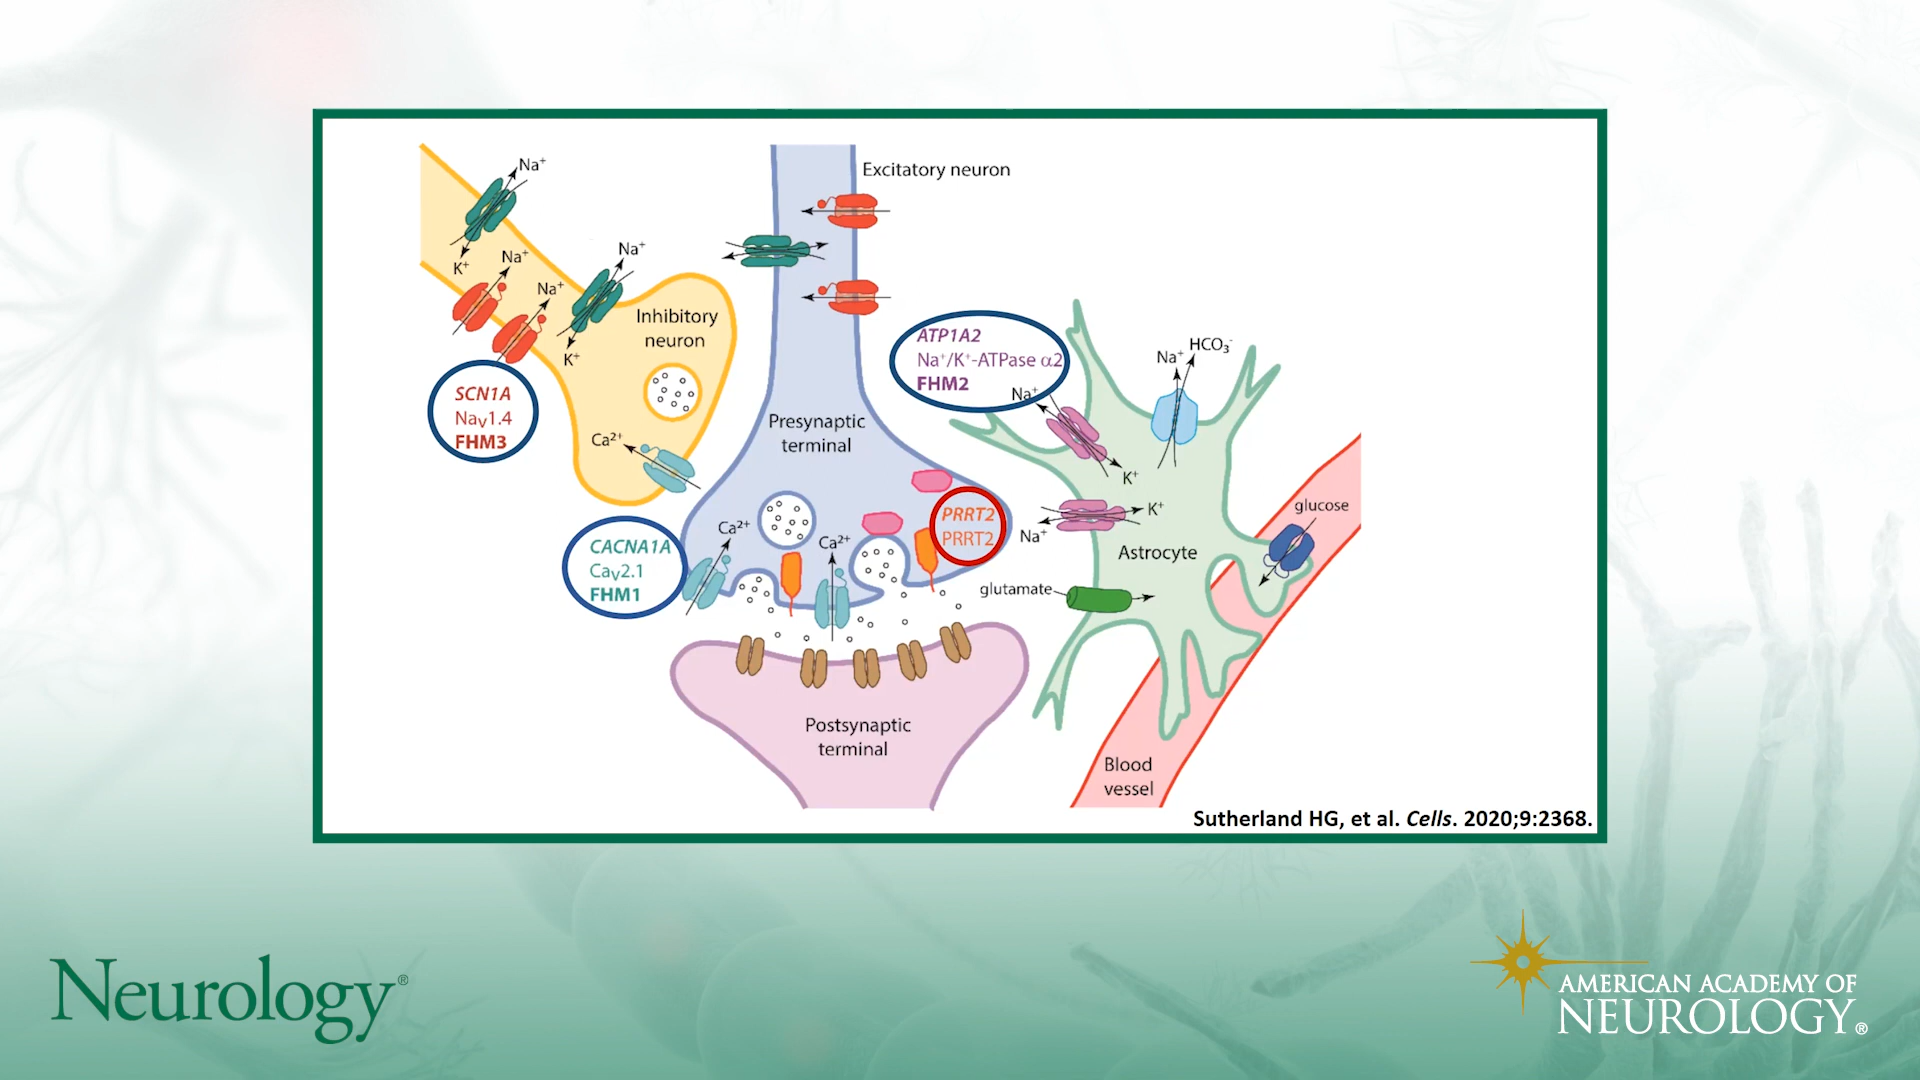 Na⁺
Excitatory neuron
K⁺
Na⁺
Na⁺
Na⁺
K⁺
Inhibitory
neuron
SCN1A
Naᵥ1.4
FHM3
Ca²⁺
Presynaptic
terminal
ATP1A2
Na⁺/K⁺-ATPase α2
FHM2
Na⁺
K⁺
Na⁺
HCO₃⁻
K⁺
Na⁺
Astrocyte
glutamate
glucose
CACNA1A
Caᵥ2.1
FHM1
Ca²⁺
Ca²⁺
PRRT2
PRRT2
Postsynaptic
terminal
Blood
vessel
Sutherland HG, et al. Cells. 2020;9:2368.
Neurology®
AMERICAN ACADEMY OF
NEUROLOGY®